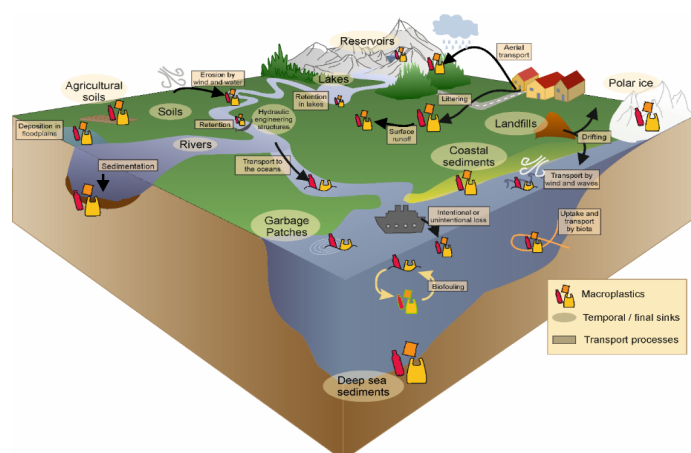 Reservoirs
Aerial
transport
Lakes
Polar ice
Erosion by
wind and water
Agricultural
soils
Retention
in lakes
Littering
Soils
Hydraulic
engineering
structures
Retention
Landfills
Deposition in
floodplains
Surface
runoff
Drifting
Rivers
Coastal
sediments
Sedimentation
Transport to
the oceans
Transport by
wind and waves
Garbage
Patches
Intentional or
unintentional loss
Uptake and
transport
by biota
Biofouling
Macroplastics
Temporal / final sinks
Transport processes
Deep sea
sediments